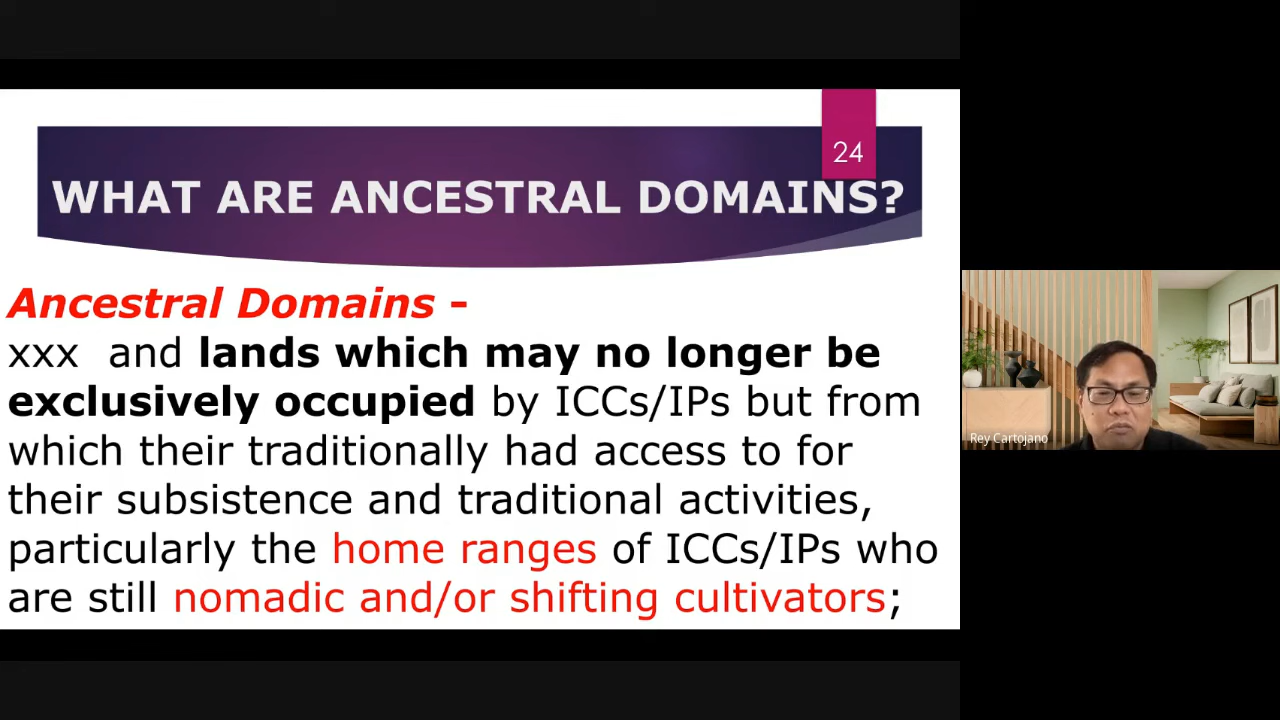 24
WHAT ARE ANCESTRAL DOMAINS?
Ancestral Domains -
xxx and lands which may no longer be
exclusively occupied by ICCs/IPs but from
which their traditionally had access to for
their subsistence and traditional activities,
particularly the home ranges of ICCs/IPs who
are still nomadic and/or shifting cultivators;
Rey Cartojano